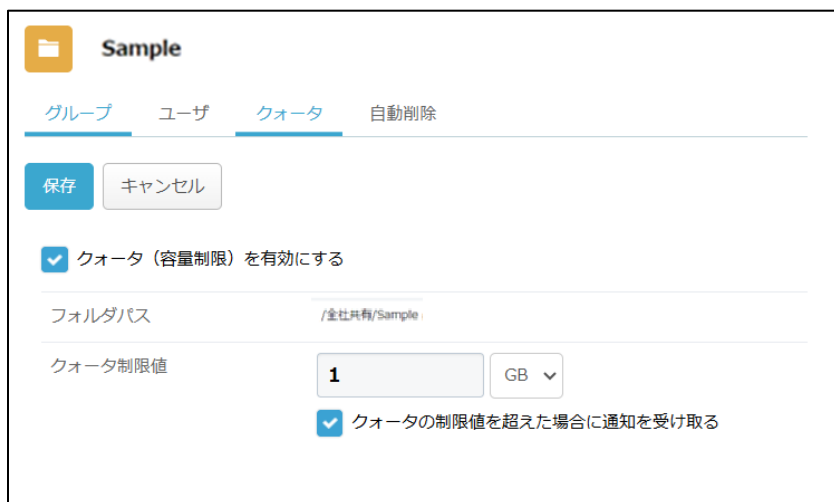 Sample
グループ ユーザ クォータ 自動削除
保存 キャンセル
クォータ（容量制限）を有効にする
フォルダパス /全社共有/Sample
クォータ制限値 1 GB
クォータの制限値を超えた場合に通知を受け取る